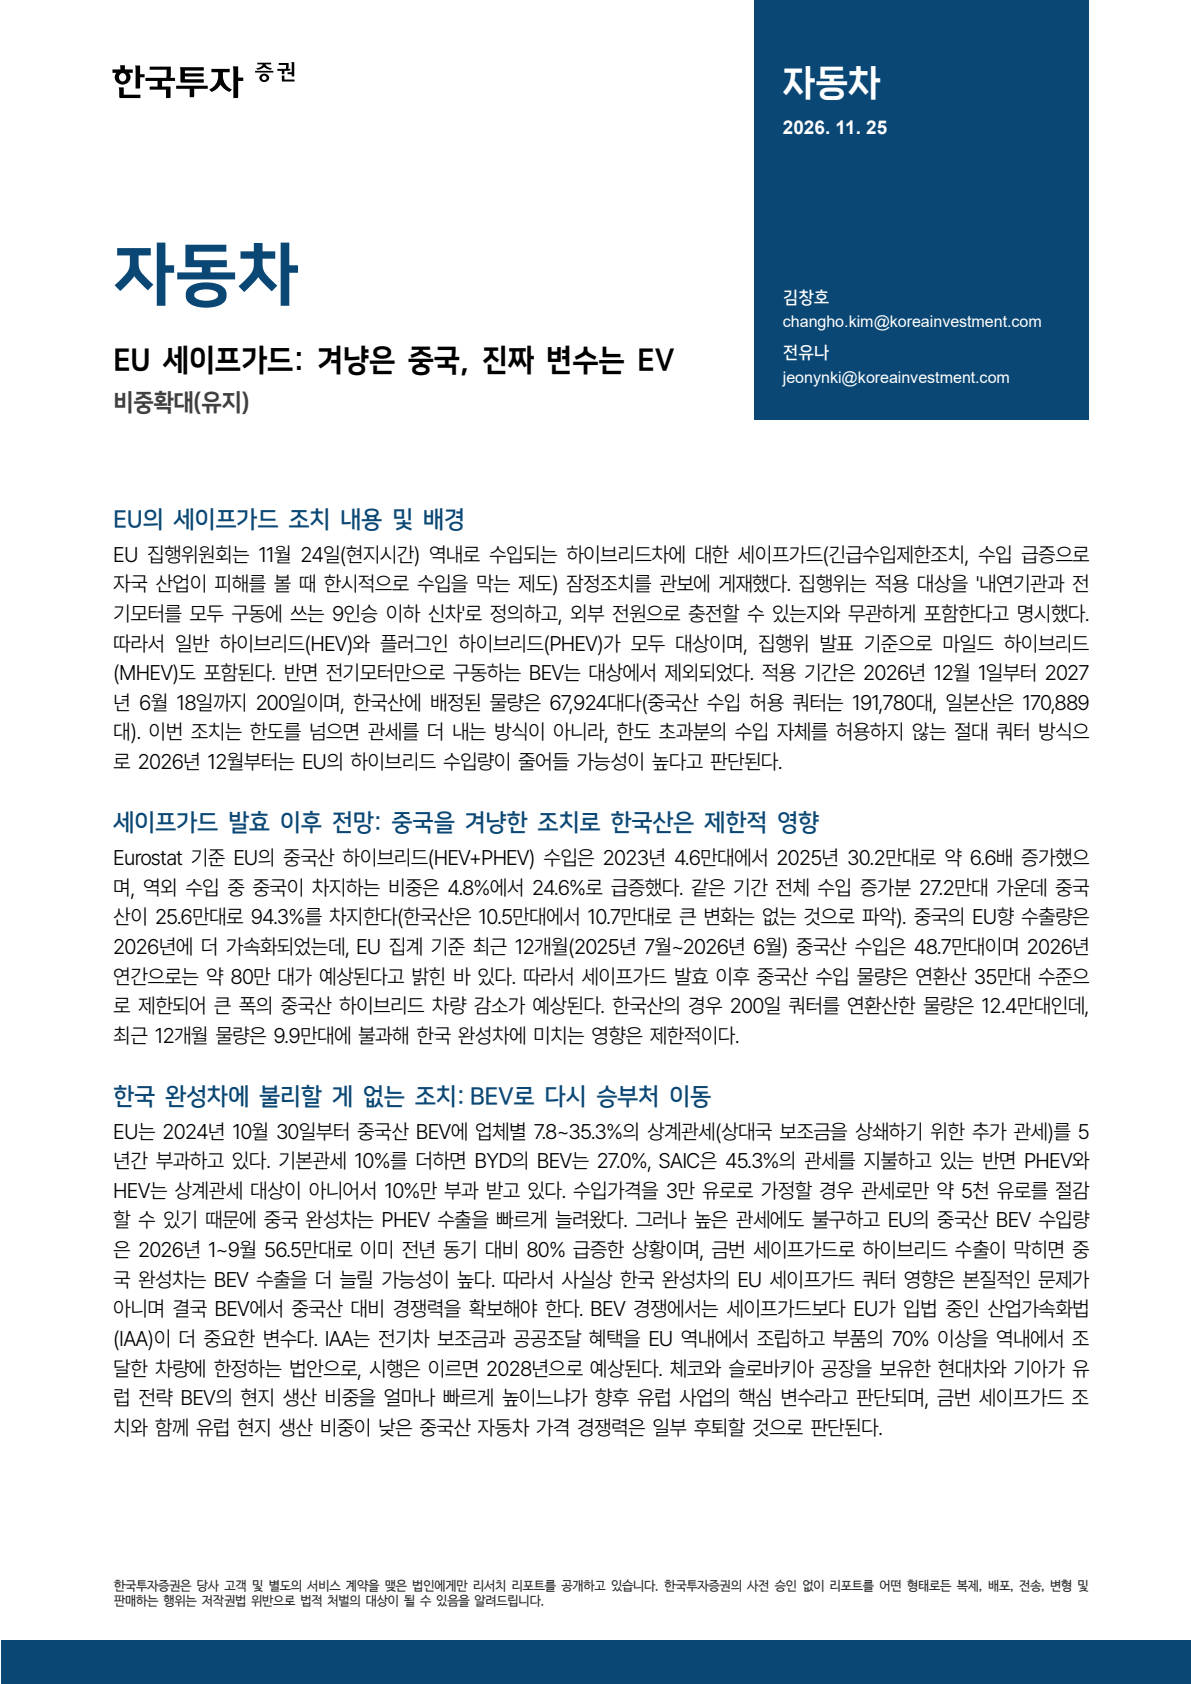 한국투자 증권
자동차
2026. 11. 25
김창호
changho.kim@koreainvestment.com
전유나
jeonynki@koreainvestment.com
자동차
EU 세이프가드: 겨냥은 중국, 진짜 변수는 EV
비중확대(유지)
EU의 세이프가드 조치 내용 및 배경
EU 집행위원회는 11월 24일(현지시간) 역내로 수입되는 하이브리드차에 대한 세이프가드(긴급수입제한조치, 수입 급증으로
자국 산업이 피해를 볼 때 한시적으로 수입을 막는 제도) 잠정조치를 관보에 게재했다. 집행위는 적용 대상을 '내연기관과 전
기모터를 모두 구동에 쓰는 9인승 이하 신차'로 정의하고, 외부 전원으로 충전할 수 있는지와 무관하게 포함한다고 명시했다.
따라서 일반 하이브리드(HEV)와 플러그인 하이브리드(PHEV)가 모두 대상이며, 집행위 발표 기준으로 마일드 하이브리드
(MHEV)도 포함된다. 반면 전기모터만으로 구동하는 BEV는 대상에서 제외되었다. 적용 기간은 2026년 12월 1일부터 2027
년 6월 18일까지 200일이며, 한국산에 배정된 물량은 67,924대다(중국산 수입 허용 쿼터는 191,780대, 일본산은 170,889
대). 이번 조치는 한도를 넘으면 관세를 더 내는 방식이 아니라, 한도 초과분의 수입 자체를 허용하지 않는 절대 쿼터 방식으
로 2026년 12월부터는 EU의 하이브리드 수입량이 줄어들 가능성이 높다고 판단된다.
세이프가드 발효 이후 전망: 중국을 겨냥한 조치로 한국산은 제한적 영향
Eurostat 기준 EU의 중국산 하이브리드(HEV+PHEV) 수입은 2023년 4.6만대에서 2025년 30.2만대로 약 6.6배 증가했으
며, 역외 수입 중 중국이 차지하는 비중은 4.8%에서 24.6%로 급증했다. 같은 기간 전체 수입 증가분 27.2만대 가운데 중국
산이 25.6만대로 94.3%를 차지한다(한국산은 10.5만대에서 10.7만대로 큰 변화는 없는 것으로 파악). 중국의 EU향 수출량은
2026년에 더 가속화되었는데, EU 집계 기준 최근 12개월(2025년 7월~2026년 6월) 중국산 수입은 48.7만대이며 2026년
연간으로는 약 80만 대가 예상된다고 밝힌 바 있다. 따라서 세이프가드 발효 이후 중국산 수입 물량은 연환산 35만대 수준으
로 제한되어 큰 폭의 중국산 하이브리드 차량 감소가 예상된다. 한국산의 경우 200일 쿼터를 연환산한 물량은 12.4만대인데,
최근 12개월 물량은 9.9만대에 불과해 한국 완성차에 미치는 영향은 제한적이다.
한국 완성차에 불리할 게 없는 조치: BEV로 다시 승부처 이동
EU는 2024년 10월 30일부터 중국산 BEV에 업체별 7.8~35.3%의 상계관세(상대국 보조금을 상쇄하기 위한 추가 관세)를 5
년간 부과하고 있다. 기본관세 10%를 더하면 BYD의 BEV는 27.0%, SAIC은 45.3%의 관세를 지불하고 있는 반면 PHEV와
HEV는 상계관세 대상이 아니어서 10%만 부과 받고 있다. 수입가격을 3만 유로로 가정할 경우 관세로만 약 5천 유로를 절감
할 수 있기 때문에 중국 완성차는 PHEV 수출을 빠르게 늘려왔다. 그러나 높은 관세에도 불구하고 EU의 중국산 BEV 수입량
은 2026년 1~9월 56.5만대로 이미 전년 동기 대비 80% 급증한 상황이며, 금번 세이프가드로 하이브리드 수출이 막히면 중
국 완성차는 BEV 수출을 더 늘릴 가능성이 높다. 따라서 사실상 한국 완성차의 EU 세이프가드 쿼터 영향은 본질적인 문제가
아니며 결국 BEV에서 중국산 대비 경쟁력을 확보해야 한다. BEV 경쟁에서는 세이프가드보다 EU가 입법 중인 산업가속화법
(IAA)이 더 중요한 변수다. IAA는 전기차 보조금과 공공조달 혜택을 EU 역내에서 조립하고 부품의 70% 이상을 역내에서 조
달한 차량에 한정하는 법안으로, 시행은 이르면 2028년으로 예상된다. 체코와 슬로바키아 공장을 보유한 현대차와 기아가 유
럽 전략 BEV의 현지 생산 비중을 얼마나 빠르게 높이느냐가 향후 유럽 사업의 핵심 변수라고 판단되며, 금번 세이프가드 조
치와 함께 유럽 현지 생산 비중이 낮은 중국산 자동차 가격 경쟁력은 일부 후퇴할 것으로 판단된다.
한국투자증권은 당사 고객 및 별도의 서비스 계약을 맺은 법인에게만 리서치 리포트를 공개하고 있습니다. 한국투자증권의 사전 승인 없이 리포트를 어떤 형태로든 복제, 배포, 전송, 변형 및
판매하는 행위는 저작권법 위반으로 법적 처벌의 대상이 될 수 있음을 알려드립니다.